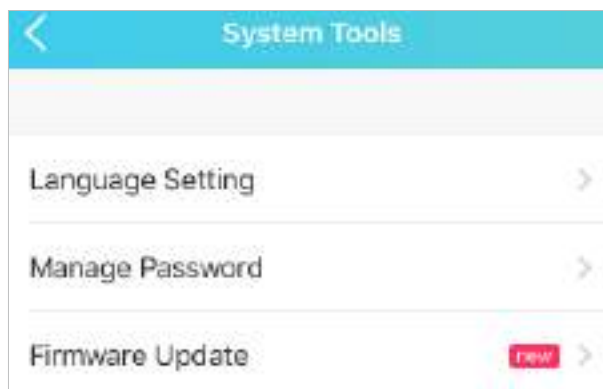 System Tools
Language Setting
Manage Password
Firmware Update new